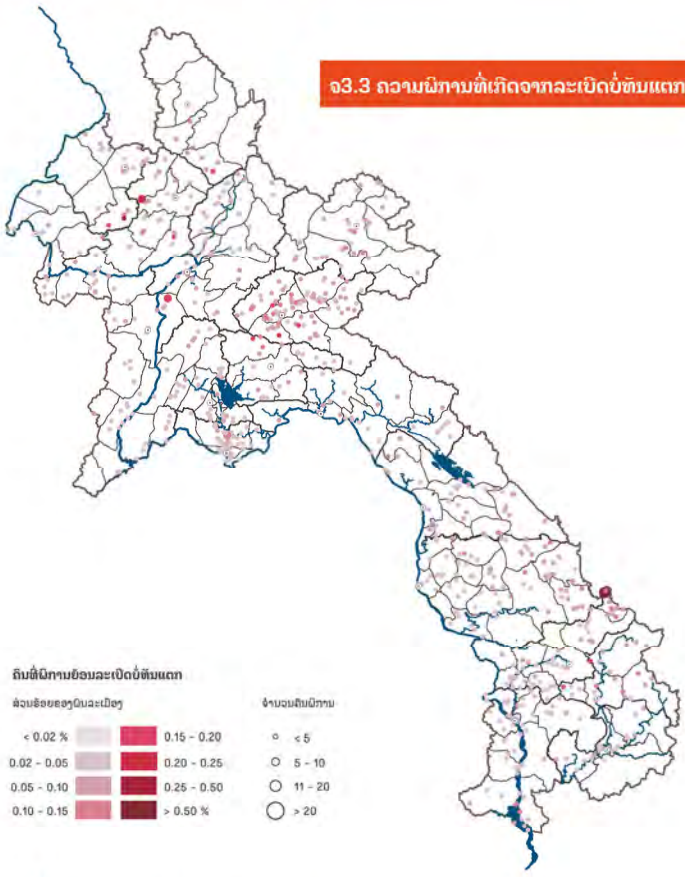 ຈ3.3 ຄວາມພິການທີ່ເກີດຈາກລະເບີດບໍ່ທັນແຕກ
ຄົນທີ່ພິການຍ້ອນລະເບີດບໍ່ທັນແຕກ
ສ່ວນຮ້ອຍຂອງພົນລະເມືອງ
< 0.02 %
0.02 - 0.05
0.05 - 0.10
0.10 - 0.15
0.15 - 0.20
0.20 - 0.25
0.25 - 0.50
> 0.50 %
ຈຳນວນຄົນພິການ
< 5
5 - 10
11 - 20
> 20